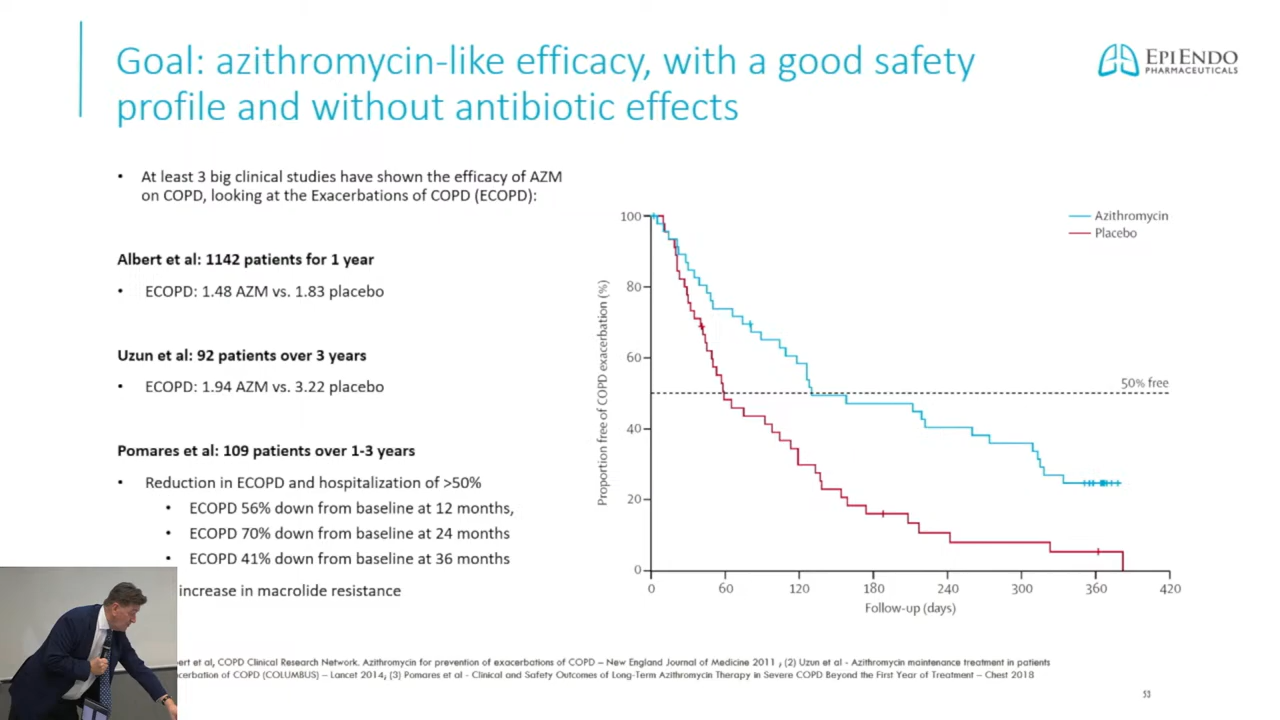 Goal: azithromycin-like efficacy, with a good safety
profile and without antibiotic effects
EPIENDO
PHARMACEUTICALS
• At least 3 big clinical studies have shown the efficacy of AZM
on COPD, looking at the Exacerbations of COPD (ECOPD):
Albert et al: 1142 patients for 1 year
• ECOPD: 1.48 AZM vs. 1.83 placebo
Uzun et al: 92 patients over 3 years
• ECOPD: 1.94 AZM vs. 3.22 placebo
Pomares et al: 109 patients over 1-3 years
• Reduction in ECOPD and hospitalization of >50%
• ECOPD 56% down from baseline at 12 months,
• ECOPD 70% down from baseline at 24 months
• ECOPD 41% down from baseline at 36 months
increase in macrolide resistance
Azithromycin
Placebo
Proportion free of COPD exacerbation (%)
100
80
60
40
20
0
50% free
0 60 120 180 240 300 360 420
Follow-up (days)
et al, COPD Clinical Research Network. Azithromycin for prevention of exacerbations of COPD – New England Journal of Medicine 2011 , (2) Uzun et al - Azithromycin maintenance treatment in patients
of COPD (COLUMBUS) – Lancet 2014, (3) Pomares et al - Clinical and Safety Outcomes of Long-Term Azithromycin Therapy in Severe COPD Beyond the First Year of Treatment – Chest 2018
53